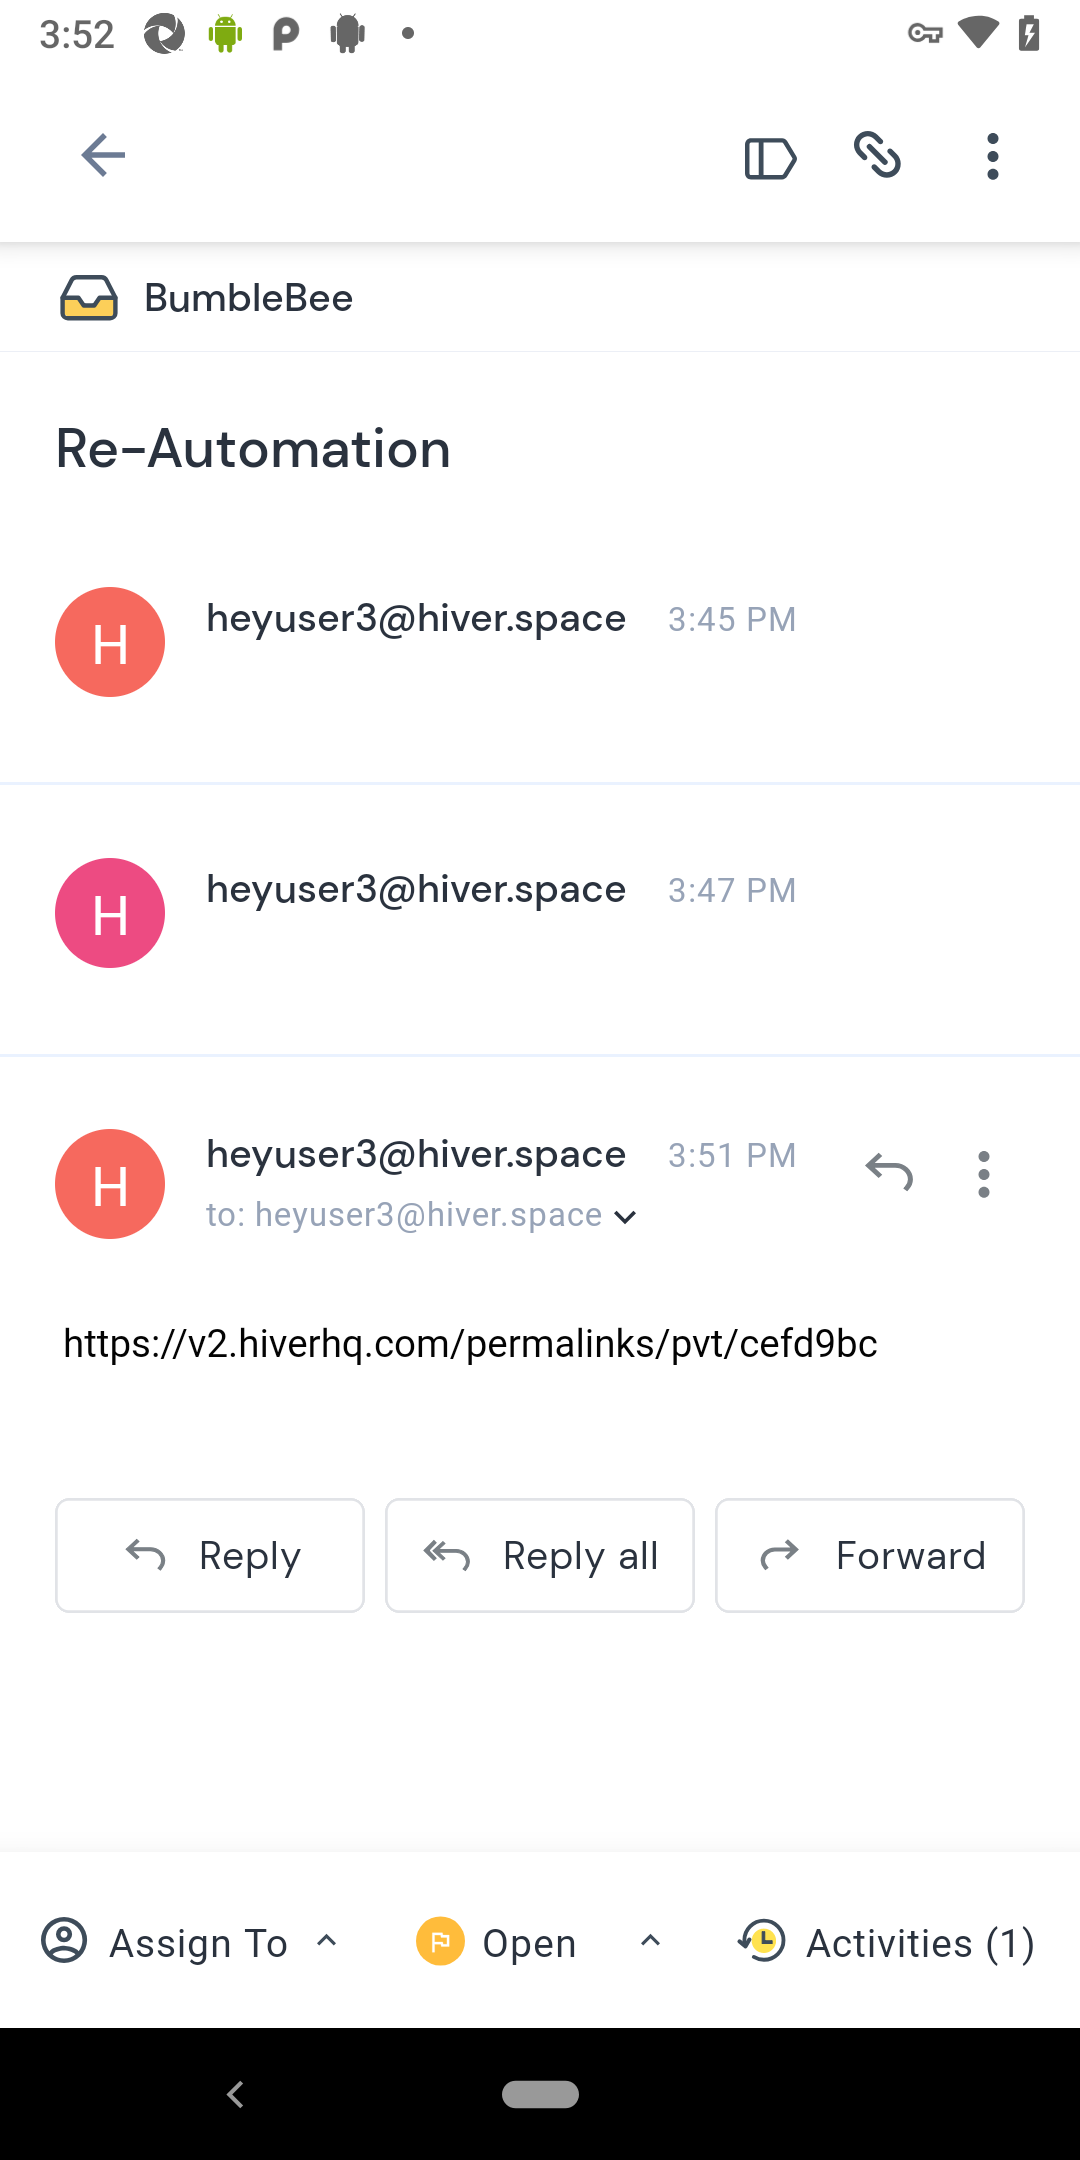 3:52
BumbleBee
Re-Automation
H
heyuser3@hiver.space 3:45 PM
H
heyuser3@hiver.space 3:47 PM
H
heyuser3@hiver.space 3:51 PM
to: heyuser3@hiver.space
https://v2.hiverhq.com/permalinks/pvt/cefd9bc
Reply Reply all Forward
Assign To Open Activities (1)